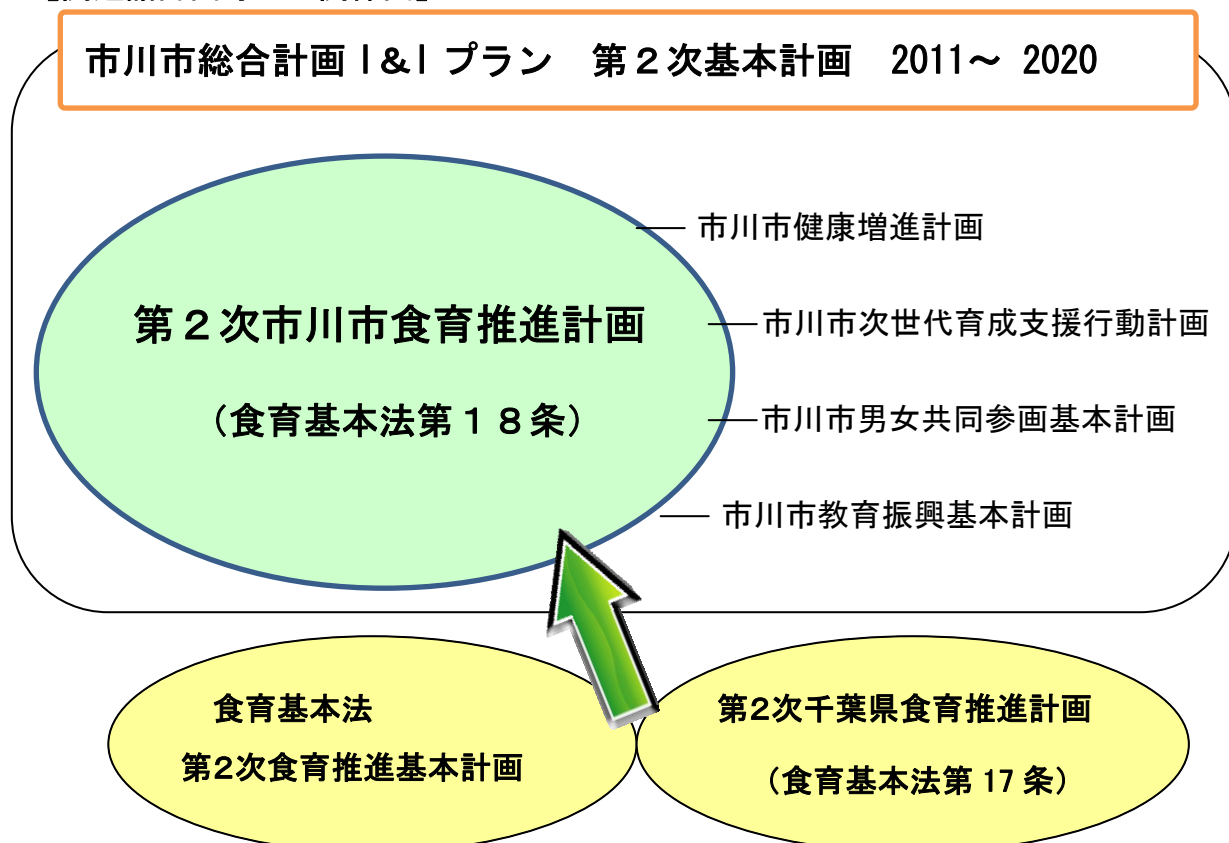 市川市総合計画 I&I プラン 第２次基本計画 2011～ 2020
市川市健康増進計画
第２次市川市食育推進計画
市川市次世代育成支援行動計画
（食育基本法第１８条）
市川市男女共同参画基本計画
市川市教育振興基本計画
食育基本法
第2次食育推進基本計画
第2次千葉県食育推進計画
（食育基本法第 17 条）